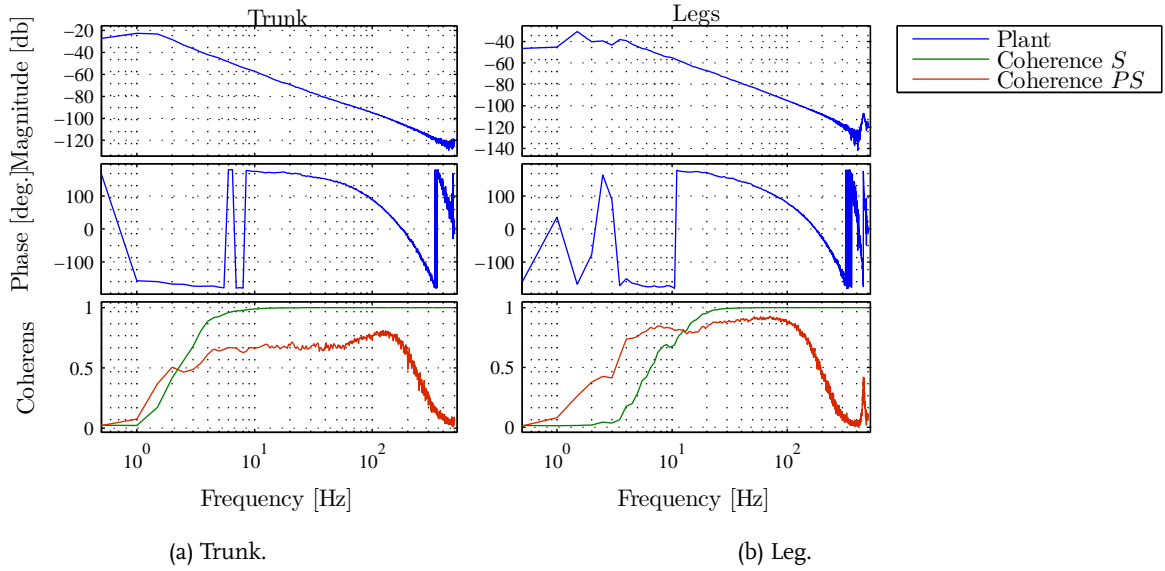 Trunk
Legs
Plant
Coherence S
Coherence PS
Magnitude [db]
−20
−40
−60
−80
−100
−120
−40
−60
−80
−100
−120
−140
Phase [deg.]
100
0
−100
100
0
−100
Coherens
1
0.5
0
1
0.5
0
10^0
10^1
10^2
10^0
10^1
10^2
Frequency [Hz]
Frequency [Hz]
(a) Trunk.
(b) Leg.